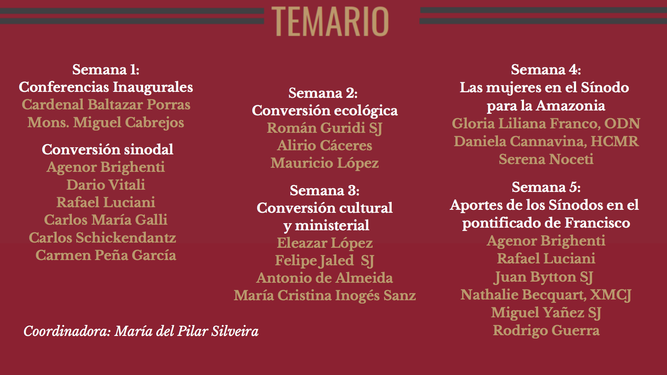 TEMARIO
Semana 1:
Conferencias Inaugurales
Cardenal Baltazar Porras
Mons. Miguel Cabrejos
Conversión sinodal
Agenor Brighenti
Dario Vitali
Rafael Luciani
Carlos María Galli
Carlos Schickendantz
Carmen Peña García
Semana 2:
Conversión ecológica
Román Guridi SJ
Alirio Cáceres
Mauricio López
Semana 3:
Conversión cultural
y ministerial
Eleazar López
Felipe Jaled SJ
Antonio de Almeida
María Cristina Inogés Sanz
Semana 4:
Las mujeres en el Sínodo
para la Amazonia
Gloria Liliana Franco, ODN
Daniela Cannavina, HCMR
Serena Noceti
Semana 5:
Aportes de los Sínodos en el
pontificado de Francisco
Agenor Brighenti
Rafael Luciani
Juan Bytton SJ
Nathalie Becquart, XMCJ
Miguel Yañez SJ
Rodrigo Guerra
Coordinadora: María del Pilar Silveira